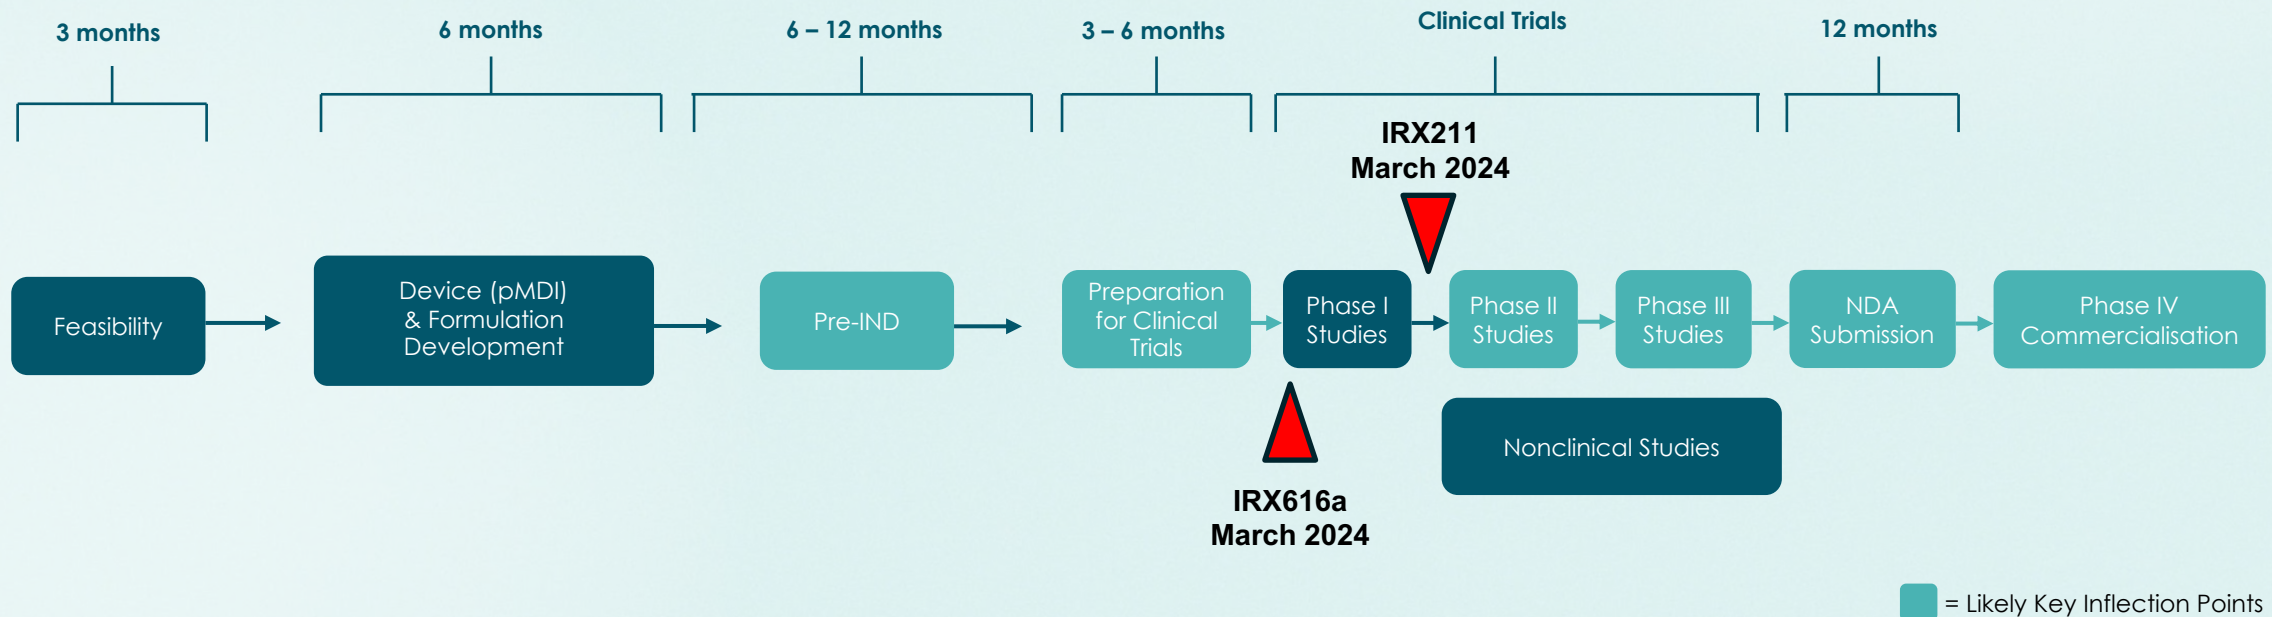 3 months
6 months
6 – 12 months
3 – 6 months
Clinical Trials
12 months
IRX211
March 2024
Feasibility
Device (pMDI)
& Formulation
Development
Pre-IND
Preparation
for Clinical
Trials
Phase I
Studies
Phase II
Studies
Phase III
Studies
NDA
Submission
Phase IV
Commercialisation
Nonclinical Studies
IRX616a
March 2024
= Likely Key Inflection Points